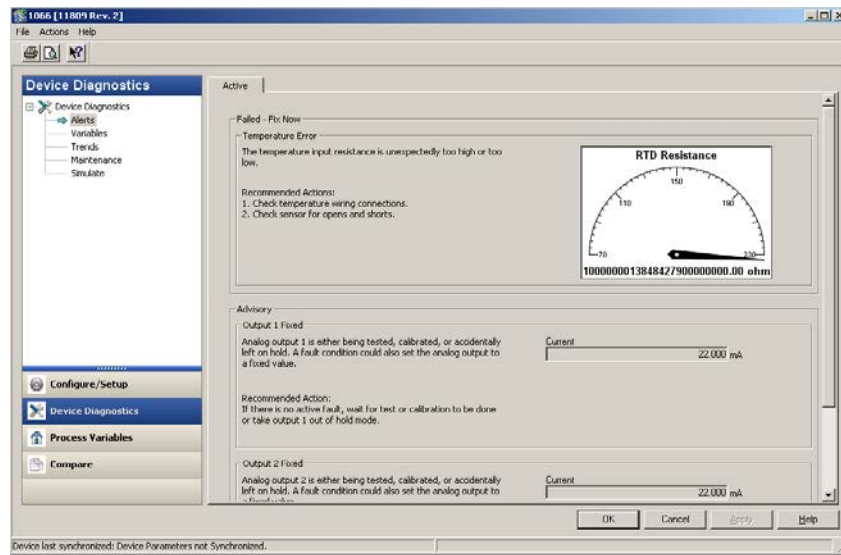 1066 [11809 Rev. 2]
File Actions Help
Device Diagnostics
Device Diagnostics
Alerts
Variables
Trends
Maintenance
Simulate
Configure/Setup
Device Diagnostics
Process Variables
Compare
Active
Failed - Fix Now
Temperature Error
The temperature input resistance is unexpectedly too high or too
low.
Recommended Actions:
1. Check temperature wiring connections.
2. Check sensor for opens and shorts.
RTD Resistance
150
110
190
70
230
1000000013848427900000000.00 ohm
Advisory
Output 1 Fixed
Analog output 1 is either being tested, calibrated, or accidentally
left on hold. A fault condition could also set the analog output to
a fixed value.
Current
22.000 mA
Recommended Action:
If there is no active fault, wait for test or calibration to be done
or take output 1 out of hold mode.
Output 2 Fixed
Analog output 2 is either being tested, calibrated, or accidentally
left on hold. A fault condition could also set the analog output to
a fixed value.
Current
22.000 mA
OK Cancel Apply Help
Device last synchronized: Device Parameters not Synchronized.